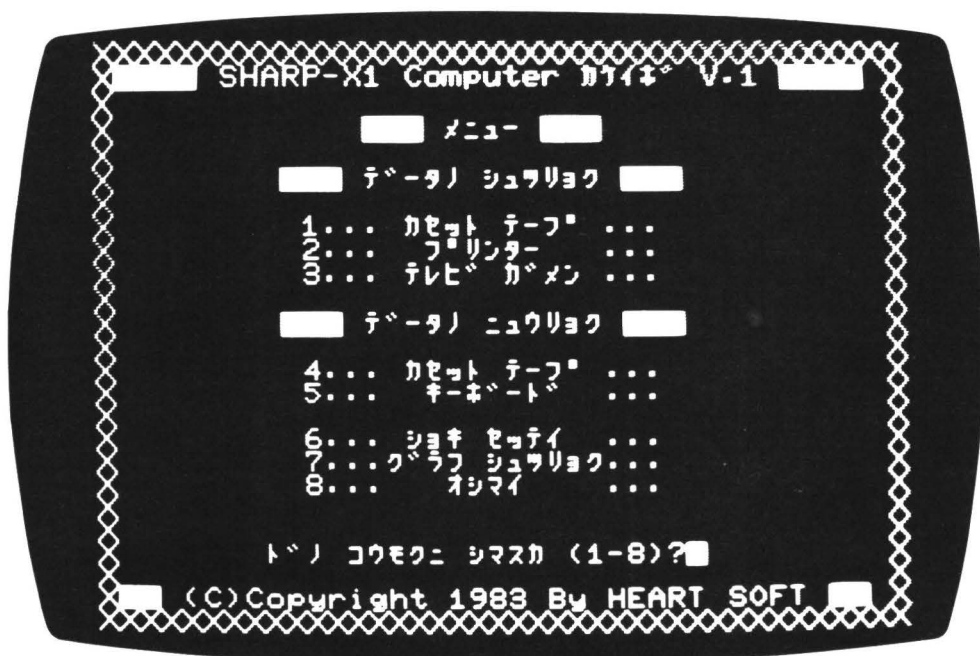 SHARP-X1 Computer カケイボ V.1
メニュー
データノ シュツリョク
1... カセット テープ ...
2... プリンター ...
3... テレビ ガメン ...
データノ ニュウリョク
4... カセット テープ ...
5... キーボード ...
6... ショキ セッテイ ...
7...グラフ シュツリョク...
8... オシマイ ...
ドノ コウモクニ シマスカ (1-8)?
(C)Copyright 1983 By HEART SOFT